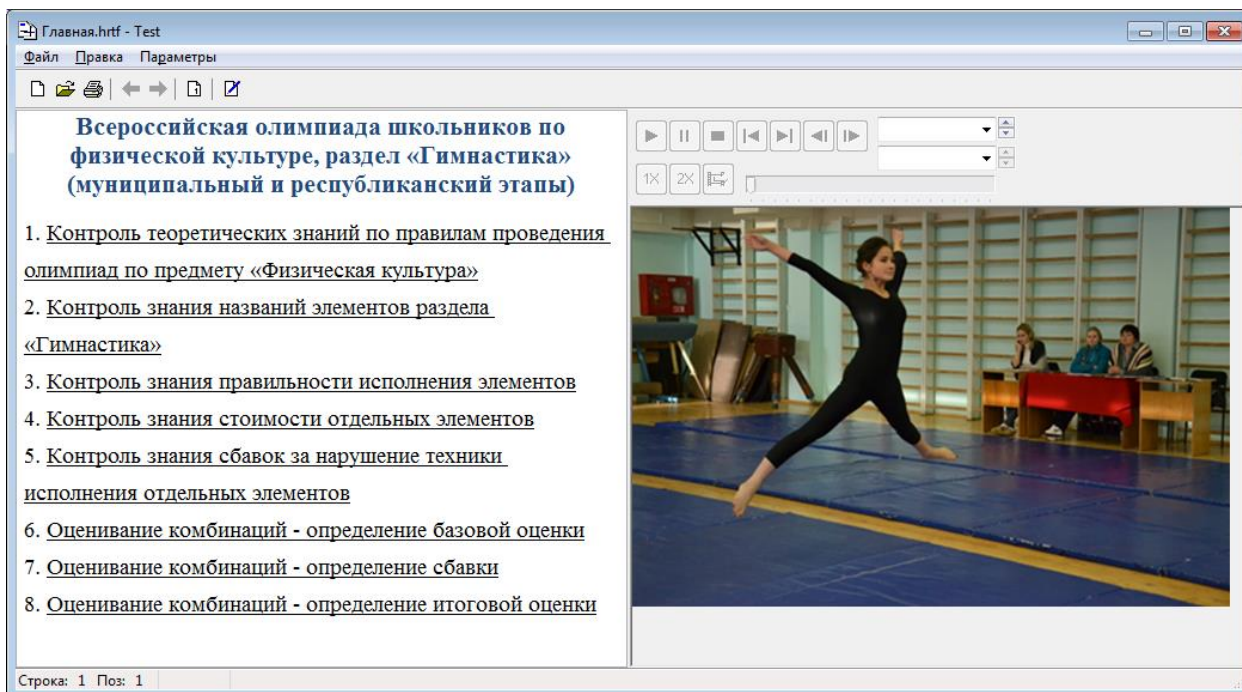 Главная.hrtf - Test
Файл Правка Параметры
Всероссийская олимпиада школьников по
физической культуре, раздел «Гимнастика»
(муниципальный и республиканский этапы)
1. Контроль теоретических знаний по правилам проведения
олимпиад по предмету «Физическая культура»
2. Контроль знания названий элементов раздела
«Гимнастика»
3. Контроль знания правильности исполнения элементов
4. Контроль знания стоимости отдельных элементов
5. Контроль знания сбавок за нарушение техники
исполнения отдельных элементов
6. Оценивание комбинаций - определение базовой оценки
7. Оценивание комбинаций - определение сбавки
8. Оценивание комбинаций - определение итоговой оценки
1X 2X
Строка: 1 Поз: 1